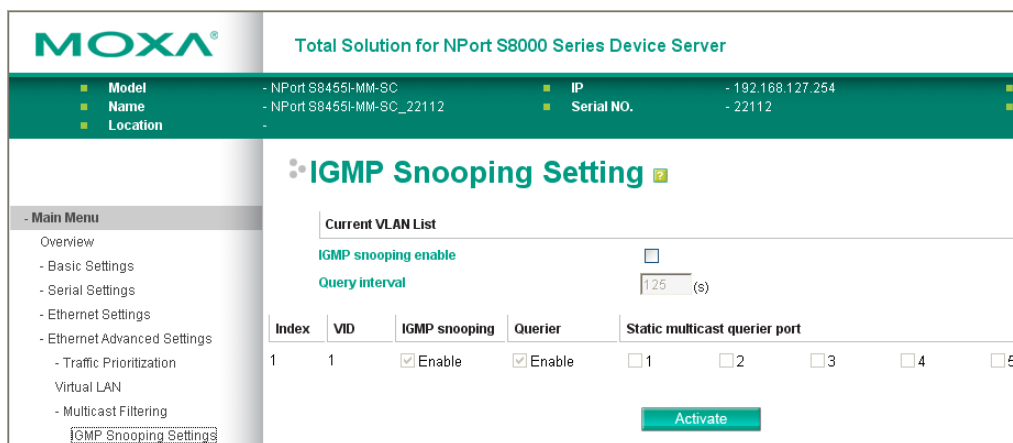 MOXA®
Total Solution for NPort S8000 Series Device Server
Model - NPort S8455I-MM-SC IP - 192.168.127.254
Name - NPort S8455I-MM-SC_22112 Serial NO. - 22112
Location -
IGMP Snooping Setting ?
- Main Menu
Overview
- Basic Settings
- Serial Settings
- Ethernet Settings
- Ethernet Advanced Settings
- Traffic Prioritization
Virtual LAN
- Multicast Filtering
IGMP Snooping Settings
Current VLAN List
IGMP snooping enable
Query interval 125 (s)
Index VID IGMP snooping Querier Static multicast querier port
1 1 Enable Enable 1 2 3 4 5
Activate